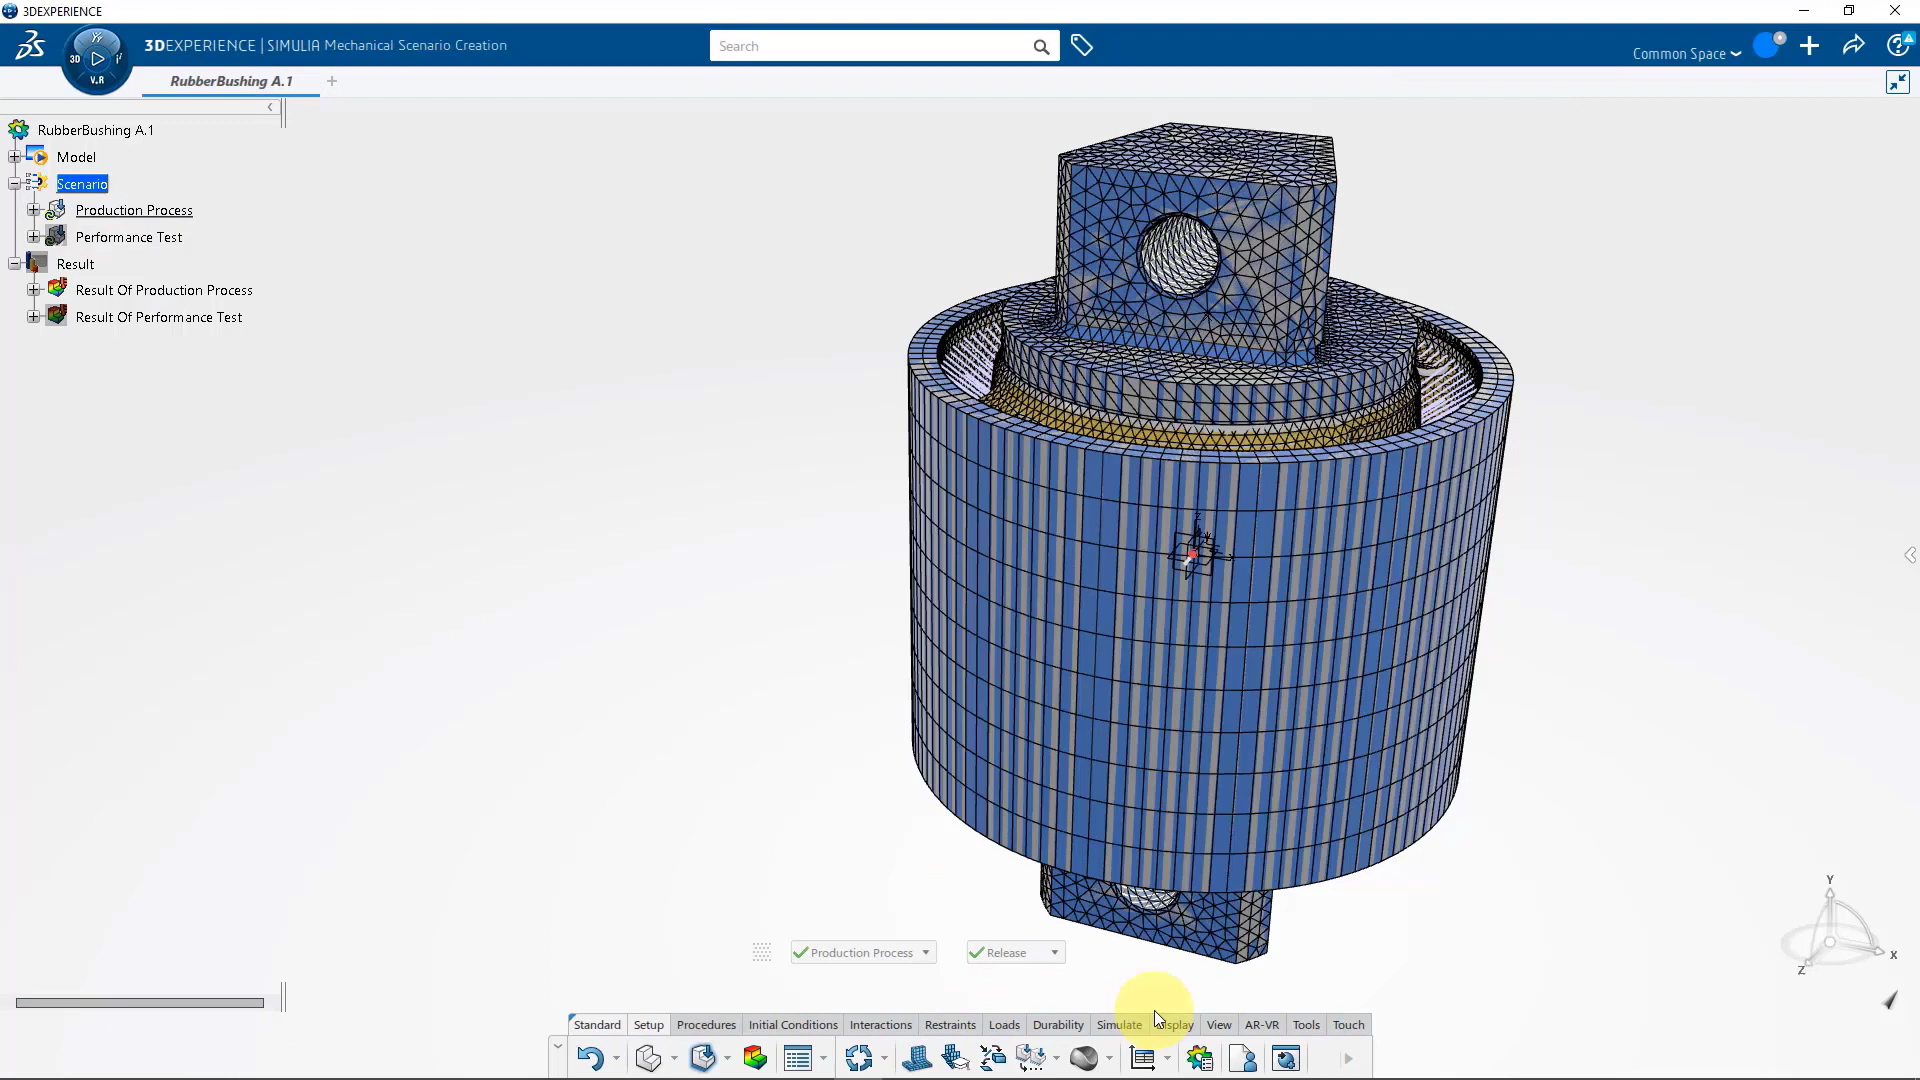 3DEXPERIENCE
3DEXPERIENCE | SIMULIA Mechanical Scenario Creation
Search
Common Space
3D
V.R
RubberBushing A.1
RubberBushing A.1
Model
Scenario
Production Process
Performance Test
Result
Result Of Production Process
Result Of Performance Test
Z
Y
X
Z
Production Process
Release
Standard
Setup
Procedures
Initial Conditions
Interactions
Restraints
Loads
Durability
Simulate
View
AR-VR
Tools
Touch